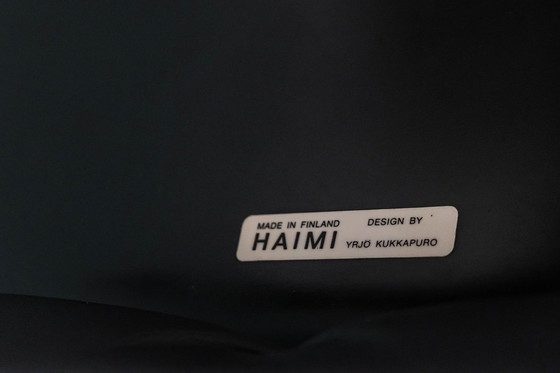 MADE IN FINLAND
HAIMI
DESIGN BY
YRJÖ KUKKAPURO